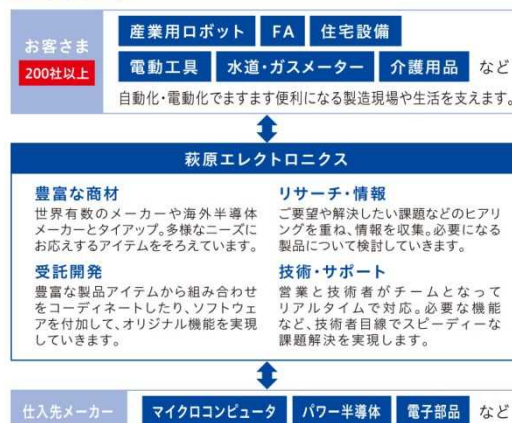 お客さま
200社以上
産業用ロボット FA 住宅設備
電動工具 水道・ガスメーター 介護用品 など
自動化・電動化でますます便利になる製造現場や生活を支えます。
萩原エレクトロニクス
豊富な商材
世界有数のメーカーや海外半導体
メーカーとタイアップ。多様なニーズに
お応えするアイテムをそろえています。
リサーチ・情報
ご要望や解決したい課題などのヒアリ
ングを重ね、情報を収集。必要になる
製品について検討していきます。
受託開発
豊富な製品アイテムから組み合わせ
をコーディネートしたり、ソフトウェ
アを付加して、オリジナル機能を実現
していきます。
技術・サポート
営業と技術者がチームとなって
リアルタイムで対応。必要な機能
など、技術者目線でスピーディーな
課題解決を実現します。
仕入先メーカー マイクロコンピュータ パワー半導体 電子部品 など